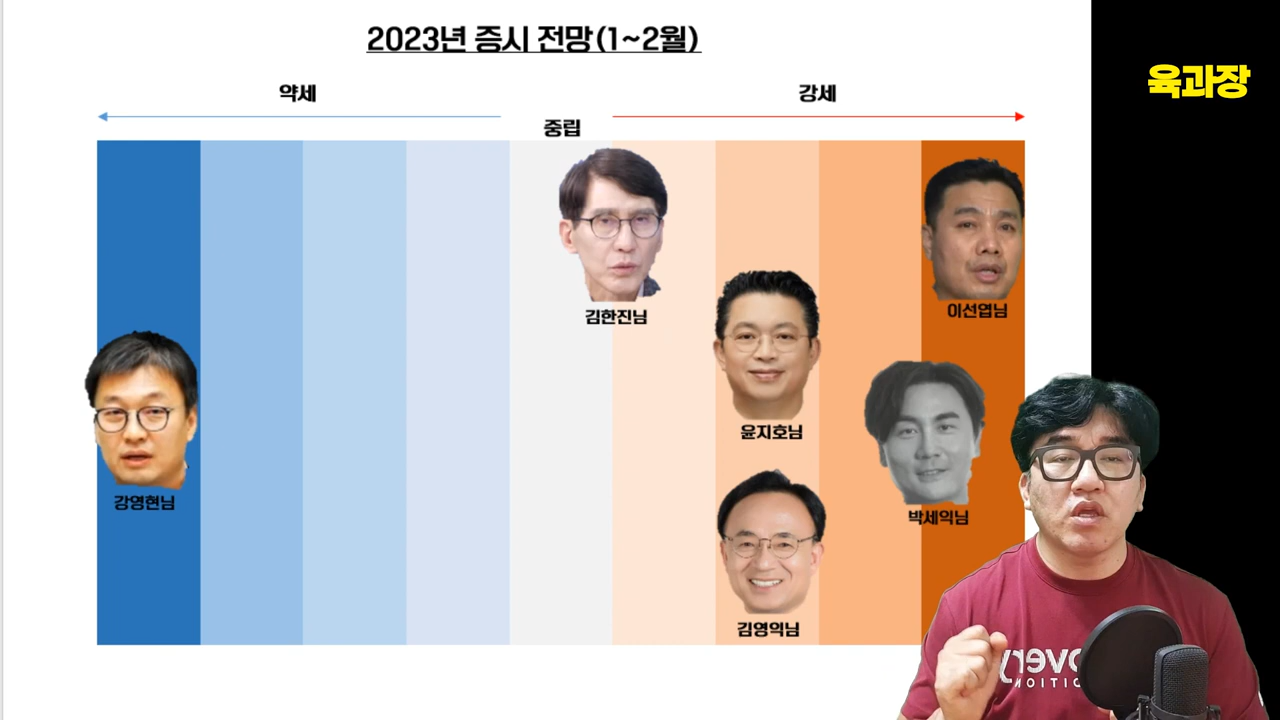 2023년 증시 전망(1~2월)
육과장
약세
강세
중립
김한진님
이선엽님
윤지호님
강영현님
박세익님
김영익님
overy
DITION